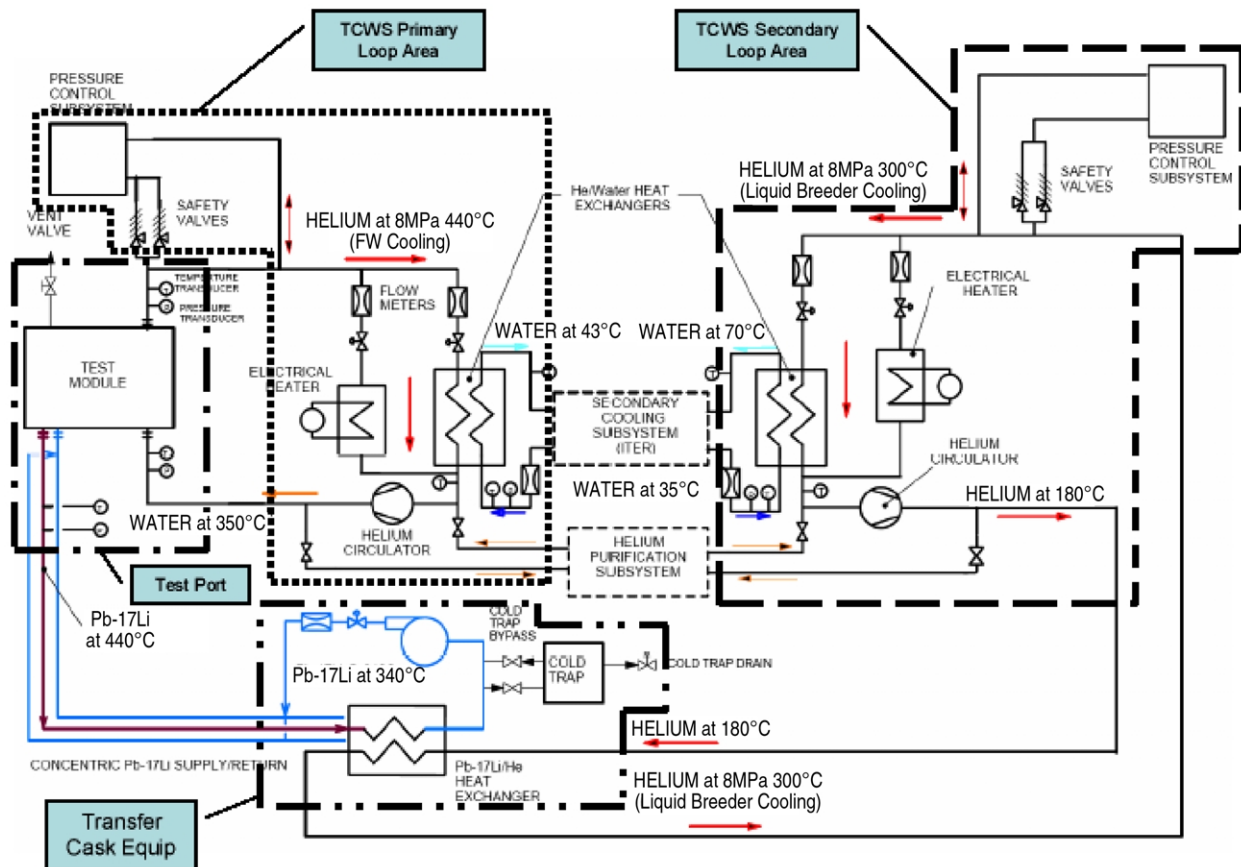 TCWS Primary
Loop Area
TCWS Secondary
Loop Area
PRESSURE
CONTROL
SUBSYSTEM
VENT
VALVE
SAFETY
VALVES
HELIUM at 8MPa 440°C
(FW Cooling)
He/Water HEAT
EXCHANGERS
HELIUM at 8MPa 300°C
(Liquid Breeder Cooling)
SAFETY
VALVES
PRESSURE
CONTROL
SUBSYSTEM
TEMPERATURE
TRANSDUCER
PRESSURE
TRANSDUCER
FLOW
METERS
ELECTRICAL
HEATER
WATER at 43°C
WATER at 70°C
TEST
MODULE
ELECTRICAL
HEATER
SECONDARY
COOLING
SUBSYSTEM
(ITER)
T
P
T
T
T
P
T
T
P
T
P
T
T
P
HELIUM
CIRCULATOR
WATER at 35°C
HELIUM at 180°C
WATER at 350°C
HELIUM
CIRCULATOR
HELIUM
PURIFICATION
SUBSYSTEM
Test Port
Pb-17Li
at 440°C
COLD
TRAP
BYPASS
Pb-17Li at 340°C
COLD
TRAP
COLD TRAP DRAIN
HELIUM at 180°C
CONCENTRIC Pb-17Li SUPPLY/RETURN
Pb-17Li/He
HEAT
EXCHANGER
HELIUM at 8MPa 300°C
(Liquid Breeder Cooling)
Transfer
Cask Equip